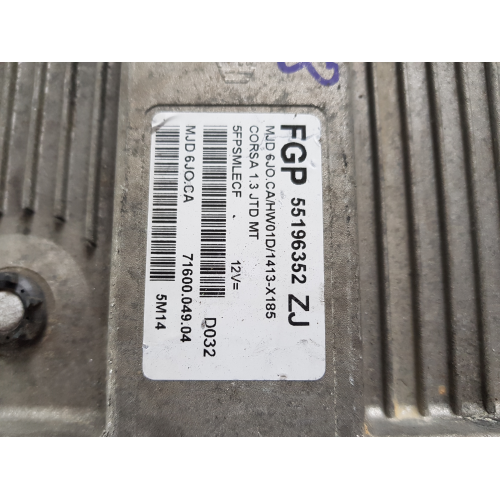 FGP 55196352 ZJ
MJD 6JO.CA/HW01D/1413-X185
CORSA 1.3 JTD MT
5FPSMLECF 12V=
D032
MJD 6JO.CA 71600.049.04
5M14